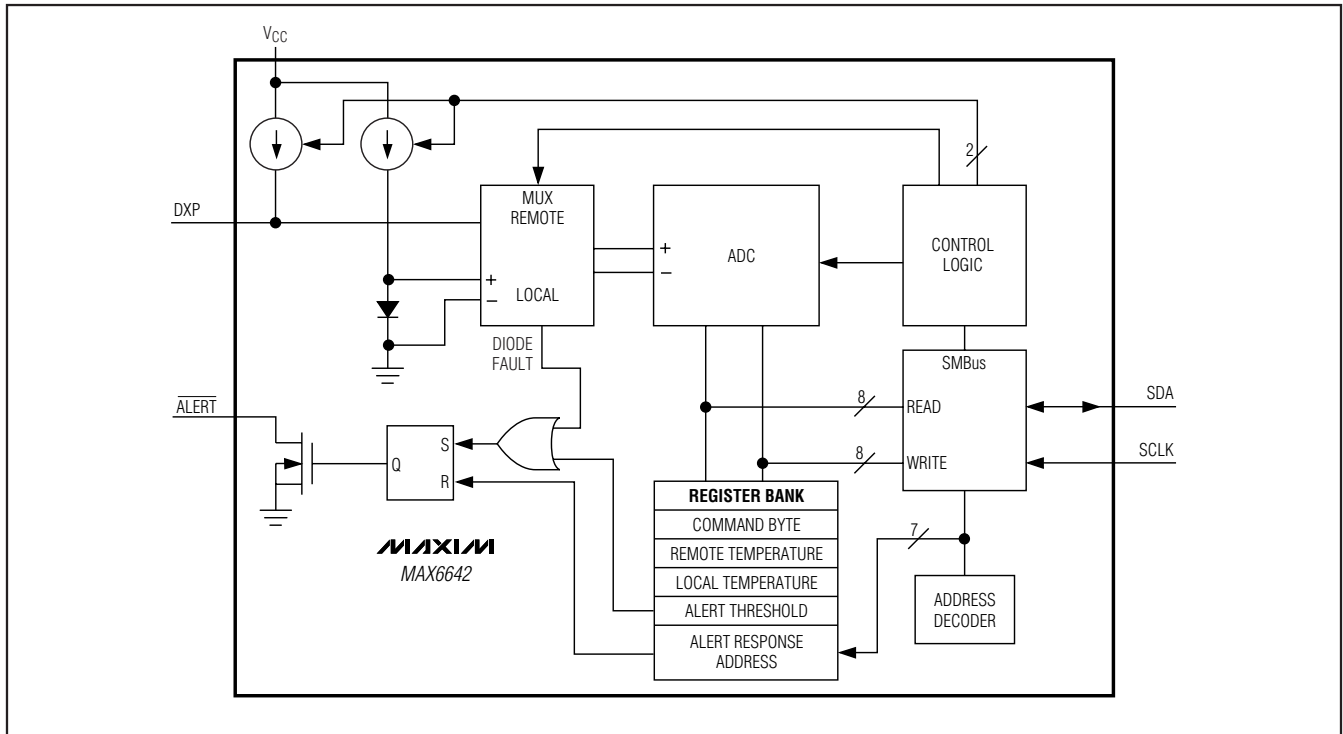 VCC
2
DXP
MUX
REMOTE
LOCAL
+
−
+
−
ADC
CONTROL
LOGIC
DIODE
FAULT
SMBus
READ
WRITE
8
8
SDA
SCLK
ALERT
S
R
Q
MAXIM
MAX6642
REGISTER BANK
COMMAND BYTE
REMOTE TEMPERATURE
LOCAL TEMPERATURE
ALERT THRESHOLD
ALERT RESPONSE
ADDRESS
7
ADDRESS
DECODER